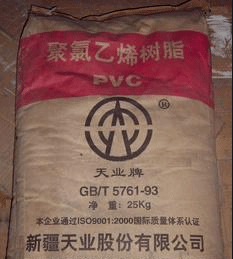 聚氯乙烯树脂
PVC
®
天业牌
GB/T 5761-93
净 重: 25Kg
本企业通过ISO9001:2000国际质量体系认证
新疆天业股份有限公司